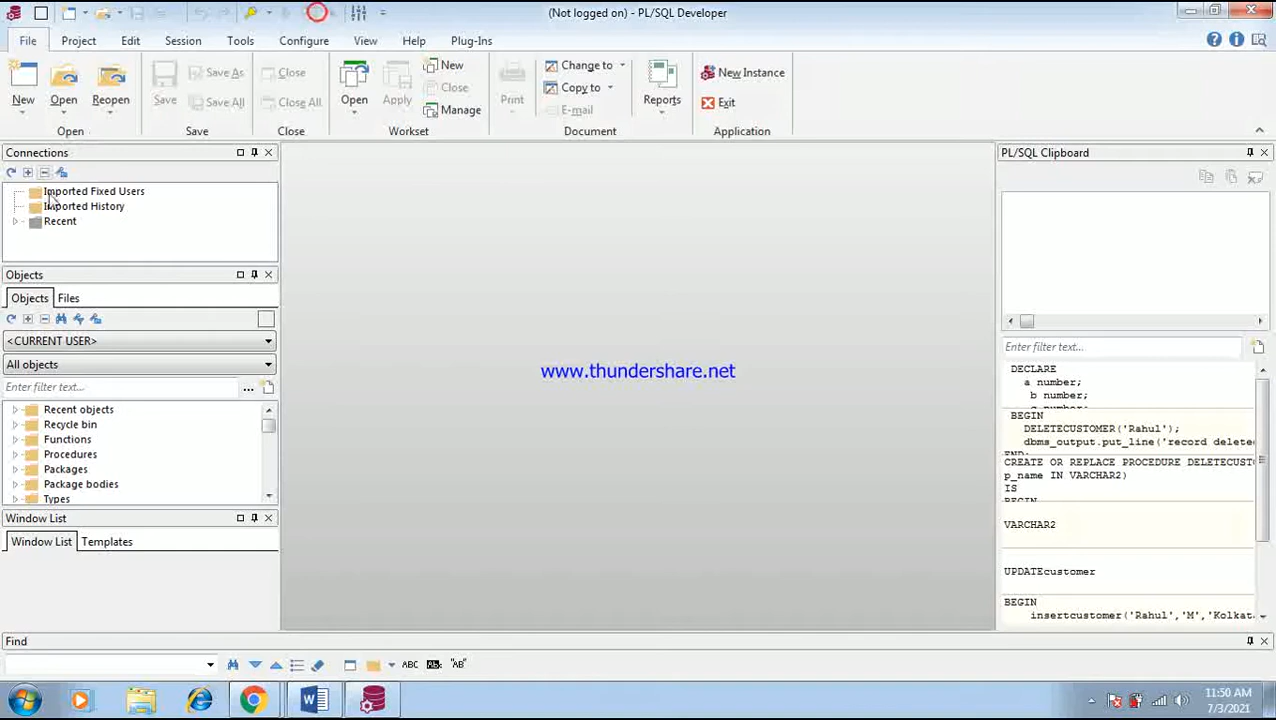 (Not logged on) - PL/SQL Developer
File Project Edit Session Tools Configure View Help Plug-Ins
New Open Reopen Save Save As Save All Close Close All Open Apply New Close Manage Print Change to Copy to E-mail Reports New Instance Exit
Open Save Close Workset Document Application
Connections
Imported Fixed Users
Imported History
Recent
Objects
Objects Files
<CURRENT USER>
All objects
Enter filter text... ...
Recent objects
Recycle bin
Functions
Procedures
Packages
Package bodies
Types
Window List
Window List Templates
www.thundershare.net
PL/SQL Clipboard
Enter filter text...
DECLARE
a number;
b number;
BEGIN
DELETECUSTOMER('Rahul');
dbms_output.put_line('record delete
END;
CREATE OR REPLACE PROCEDURE DELETECUST
p_name IN VARCHAR2)
IS
BEGIN
VARCHAR2
UPDATEcustomer
BEGIN
insertcustomer('Rahul','M','Kolkat
Find
ABC "AB"
11:50 AM
7/3/2021